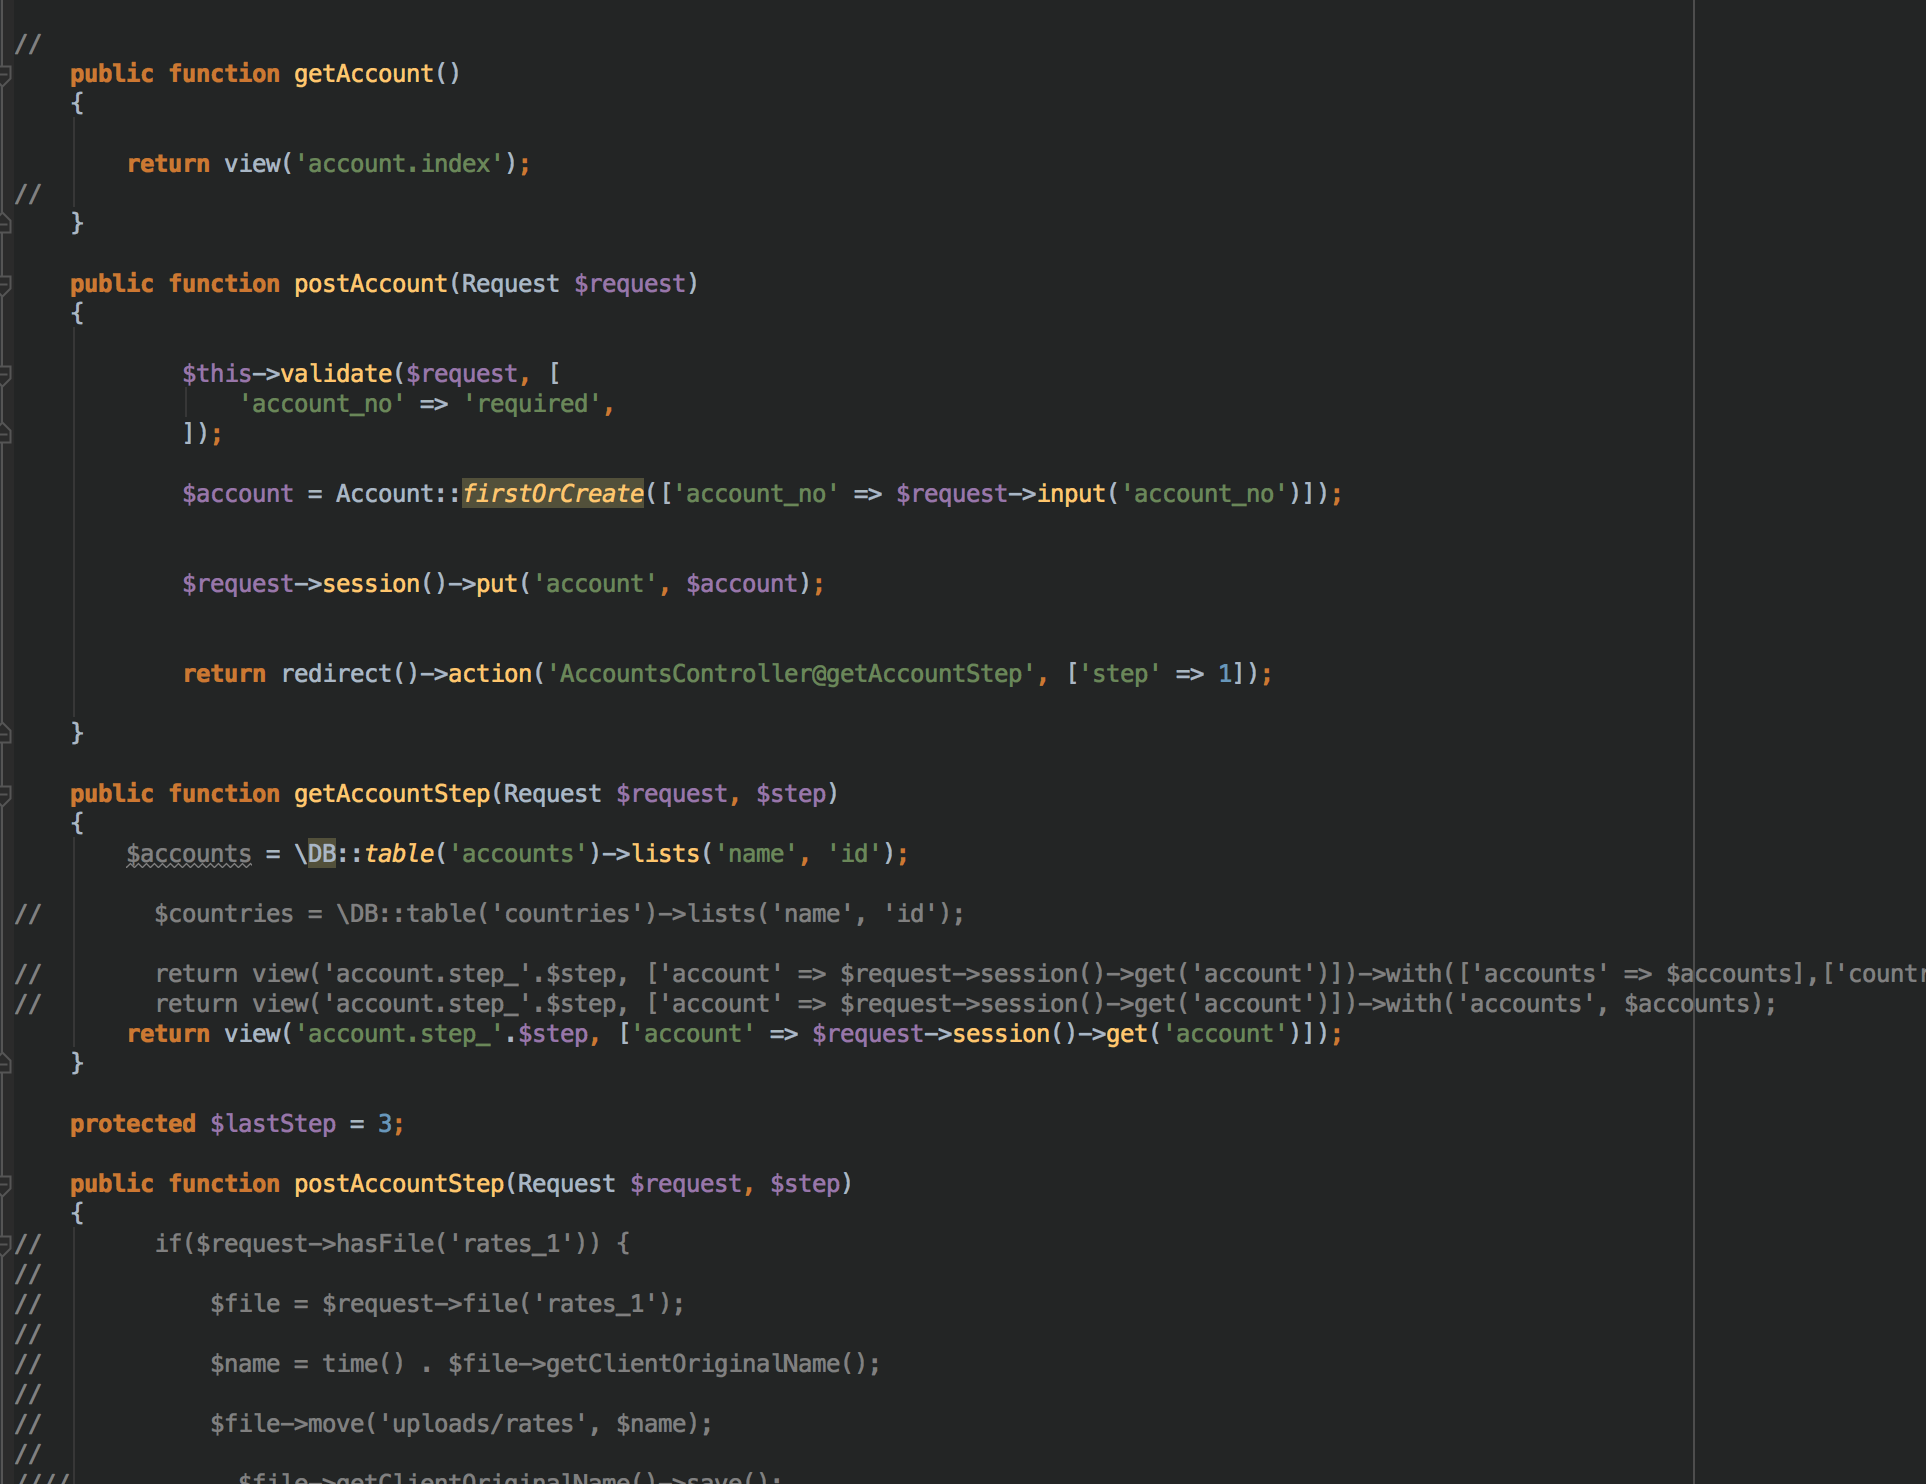 //
public function getAccount()
{
return view('account.index');
//
}
public function postAccount(Request $request)
{
$this->validate($request, [
'account_no' => 'required',
]);
$account = Account::firstOrCreate(['account_no' => $request->input('account_no')]);
$request->session()->put('account', $account);
return redirect()->action('AccountsController@getAccountStep', ['step' => 1]);
}
public function getAccountStep(Request $request, $step)
{
$accounts = \DB::table('accounts')->lists('name', 'id');
// $countries = \DB::table('countries')->lists('name', 'id');
// return view('account.step_'.$step, ['account' => $request->session()->get('account')])->with(['accounts' => $accounts],['countr
// return view('account.step_'.$step, ['account' => $request->session()->get('account')])->with('accounts', $accounts);
return view('account.step_'.$step, ['account' => $request->session()->get('account')]);
}
protected $lastStep = 3;
public function postAccountStep(Request $request, $step)
{
// if($request->hasFile('rates_1')) {
//
// $file = $request->file('rates_1');
//
// $name = time() . $file->getClientOriginalName();
//
// $file->move('uploads/rates', $name);
//
//// $file->getClientOriginalName()->save();